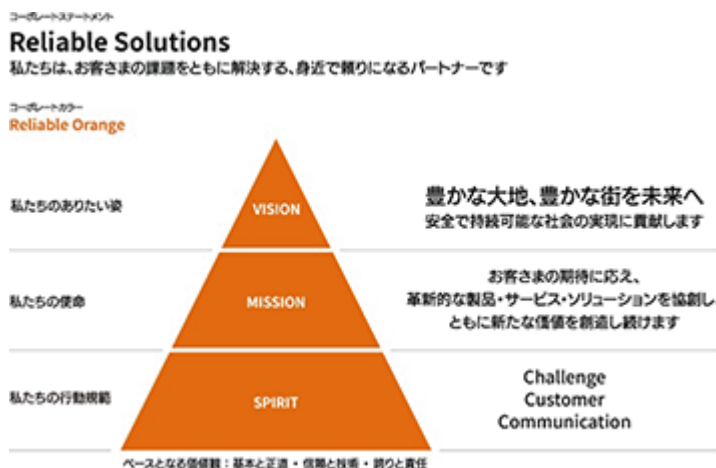 コーポレートステートメント
Reliable Solutions
私たちは、お客さまの課題をともに解決する、身近で頼りになるパートナーです
コーポレートカラー
Reliable Orange
私たちのありたい姿
VISION
豊かな大地、豊かな街を未来へ
安全で持続可能な社会の実現に貢献します
私たちの使命
MISSION
お客さまの期待に応え、
革新的な製品・サービス・ソリューションを協創し、
ともに新たな価値を創造し続けます
私たちの行動規範
SPIRIT
Challenge
Customer
Communication
ベースとなる価値観：基本と正道・信頼と技術・誇りと責任